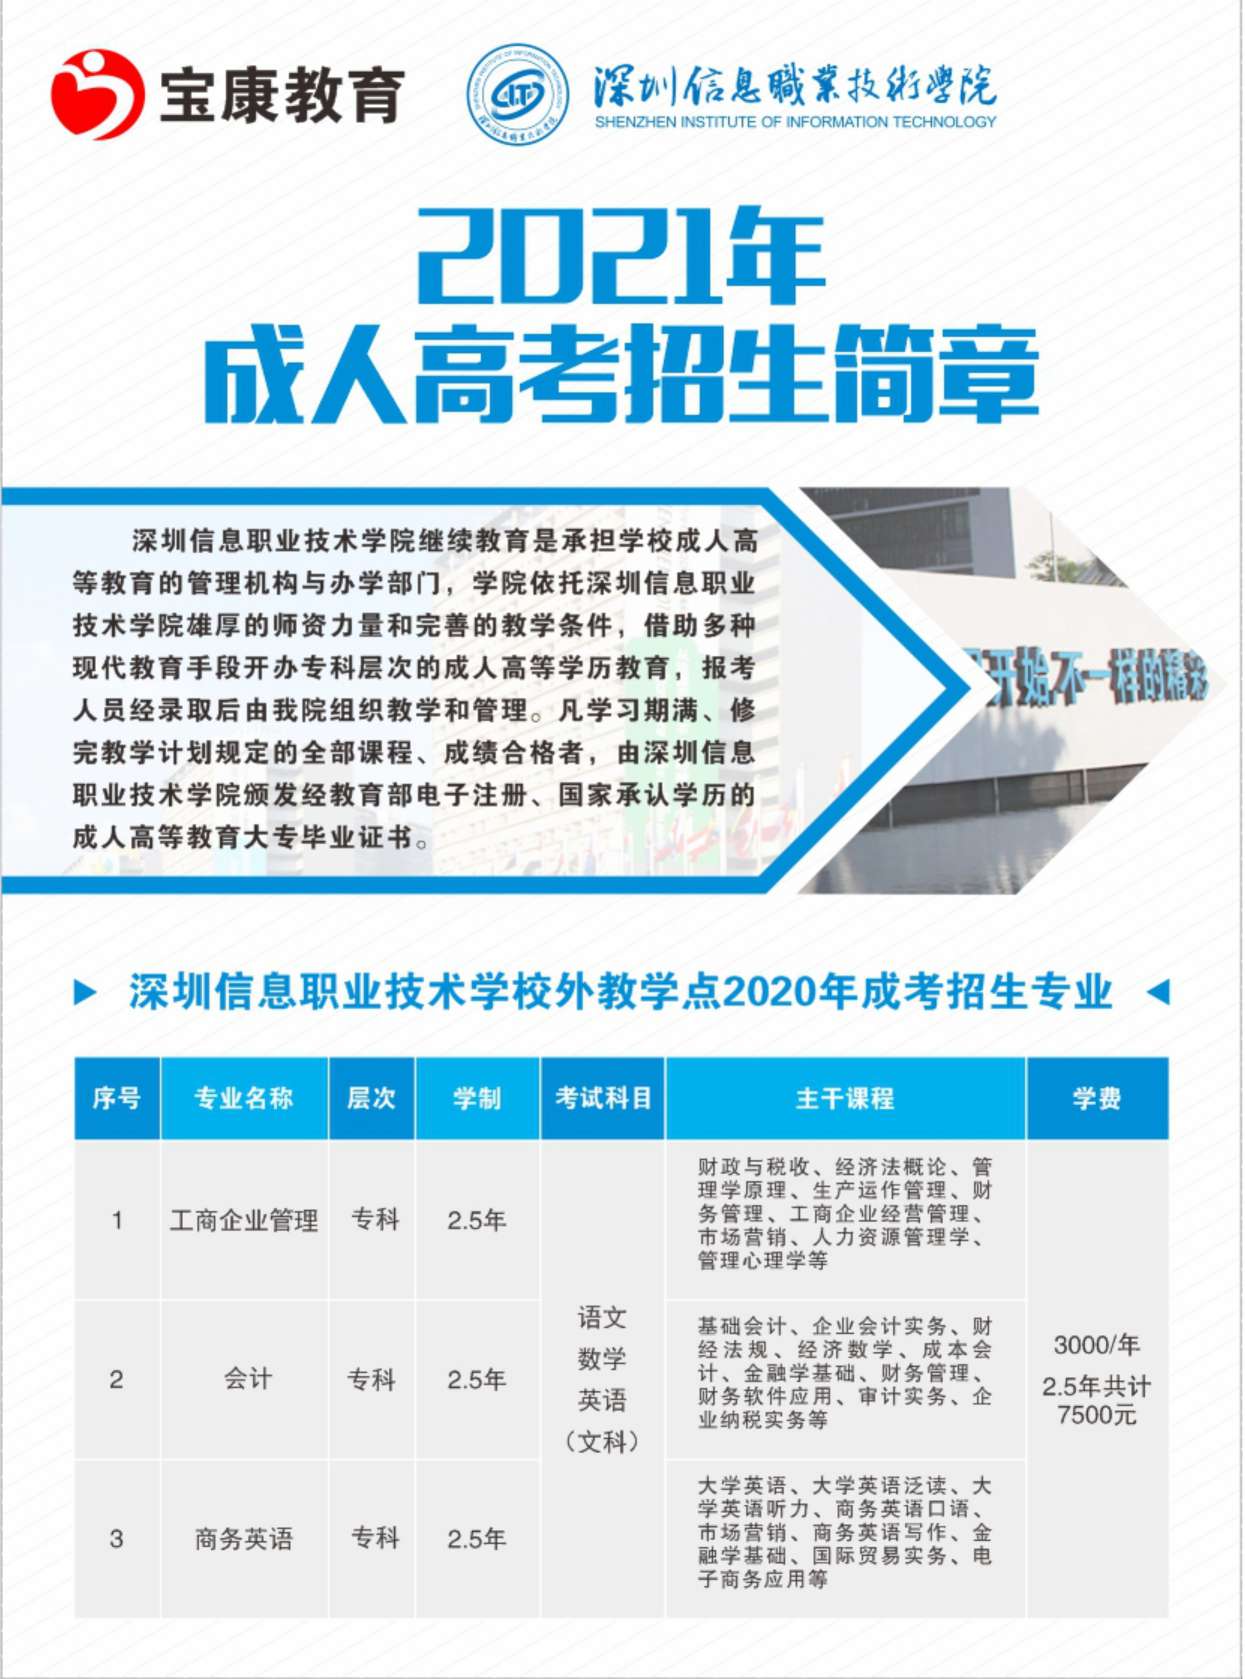 宝康教育
深圳信息職業技術學院
SHENZHEN INSTITUTE OF INFORMATION TECHNOLOGY
2021年
成人高考招生简章
深圳信息职业技术学院继续教育是承担学校成人高
等教育的管理机构与办学部门，学院依托深圳信息职业
技术学院雄厚的师资力量和完善的教学条件，借助多种
现代教育手段开办专科层次的成人高等学历教育，报考
人员经录取后由我院组织教学和管理。凡学习期满、修
完教学计划规定的全部课程、成绩合格者，由深圳信息
职业技术学院颁发经教育部电子注册、国家承认学历的
成人高等教育大专毕业证书。
开始,不一样的精彩
深圳信息职业技术学校外教学点2020年成考招生专业
序号 专业名称 层次 学制 考试科目 主干课程 学费
1 工商企业管理 专科 2.5年
财政与税收、经济法概论、管
理学原理、生产运作管理、财
务管理、工商企业经营管理、
市场营销、人力资源管理学、
管理心理学等
2 会计 专科 2.5年
语文
数学
英语
（文科）
基础会计、企业会计实务、财
经法规、经济数学、成本会
计、金融学基础、财务管理、
财务软件应用、审计实务、企
业纳税实务等
3000/年
2.5年共计
7500元
3 商务英语 专科 2.5年
大学英语、大学英语泛读、大
学英语听力、商务英语口语、
市场营销、商务英语写作、金
融学基础、国际贸易实务、电
子商务应用等